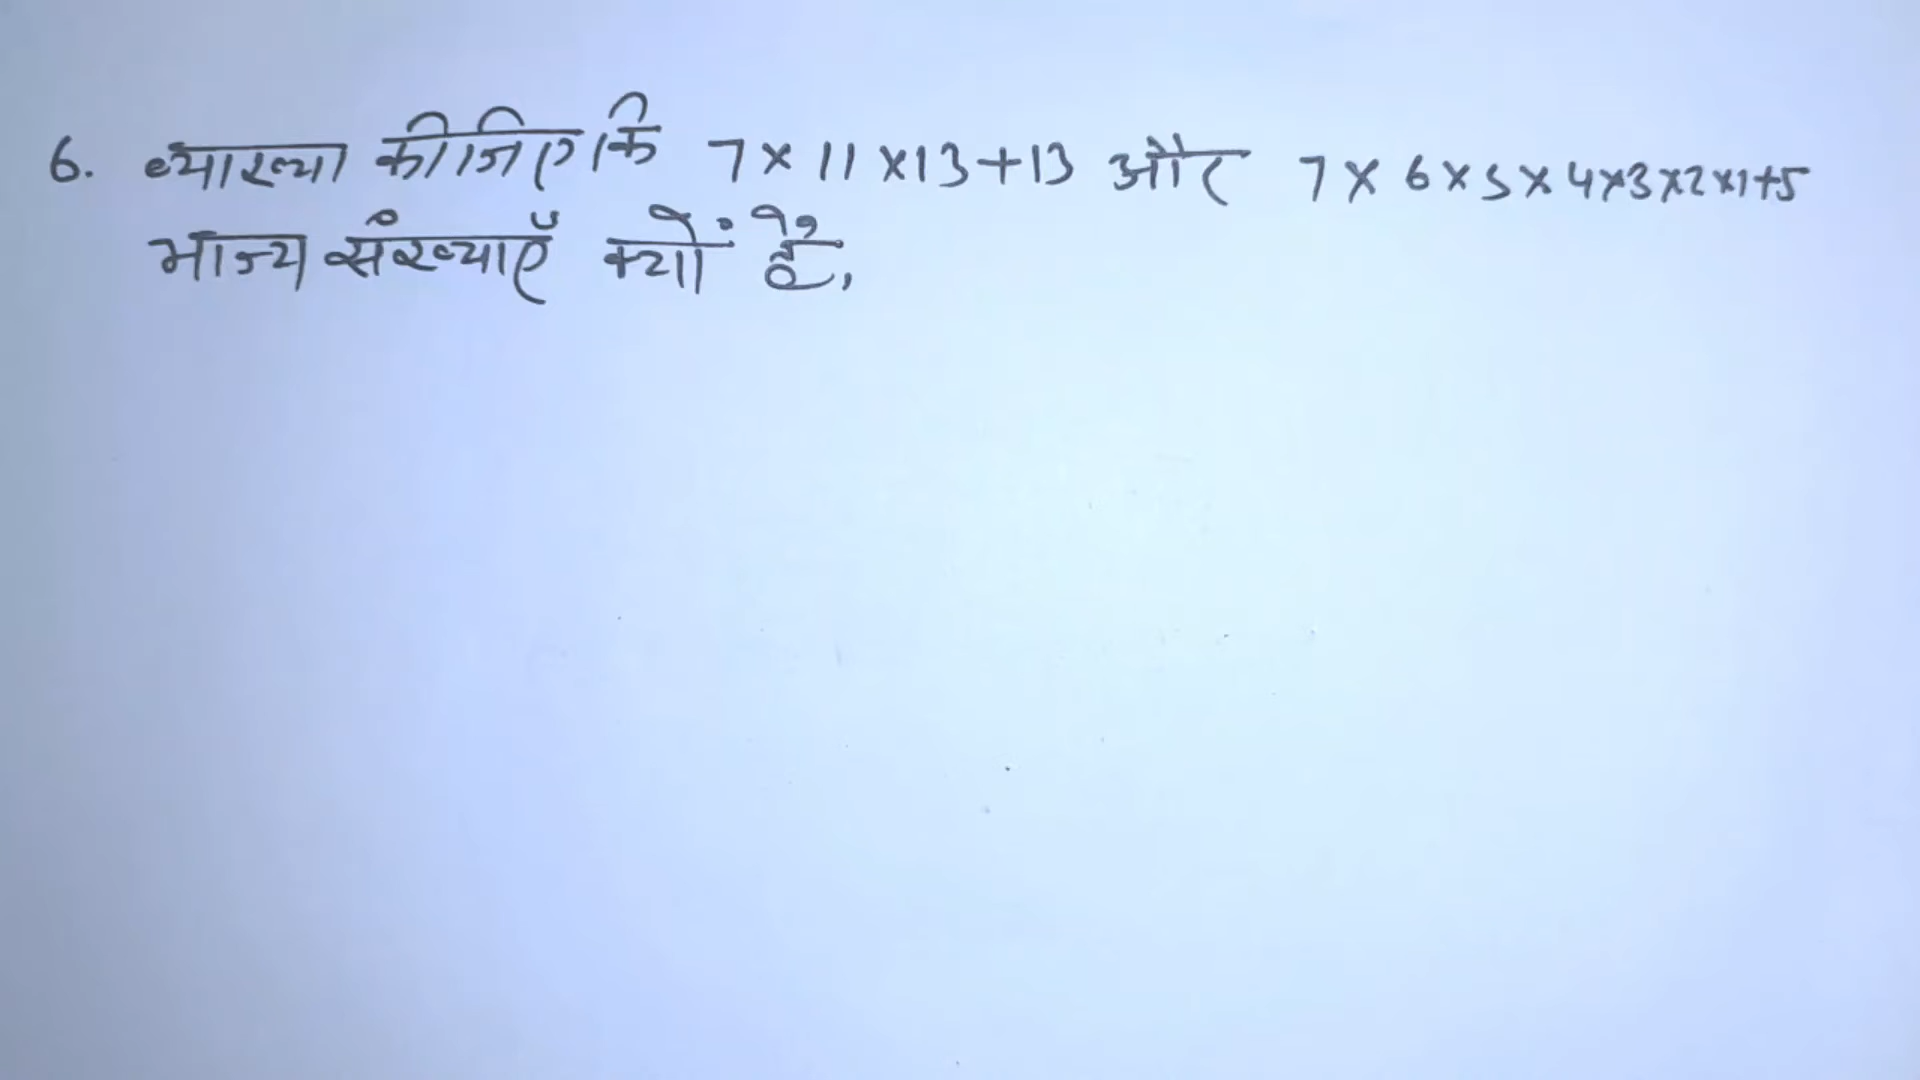 6. व्याख्या कीजिए कि 7 × 11 × 13 + 13 और 7 × 6 × 5 × 4 × 3 × 2 × 1 + 5
भाज्य संख्याएँ क्यों हैं,